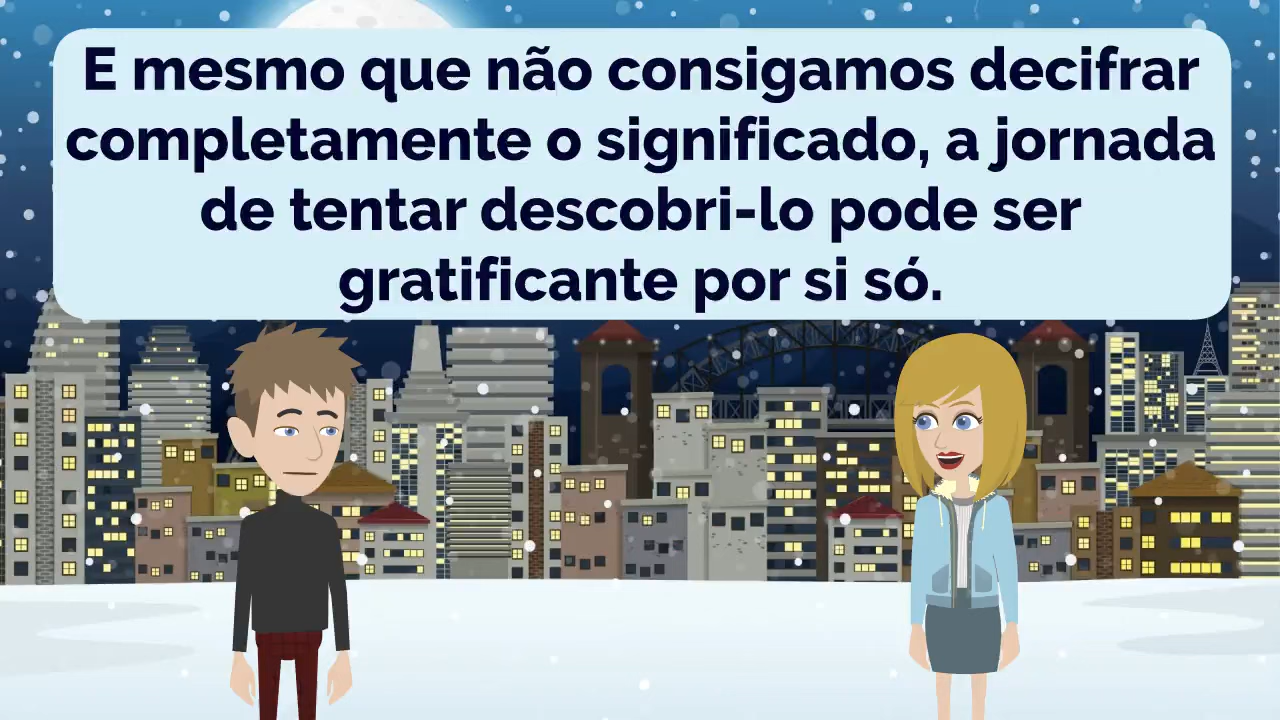 E mesmo que não consigamos decifrar
completamente o significado, a jornada
de tentar descobri-lo pode ser
gratificante por si só.